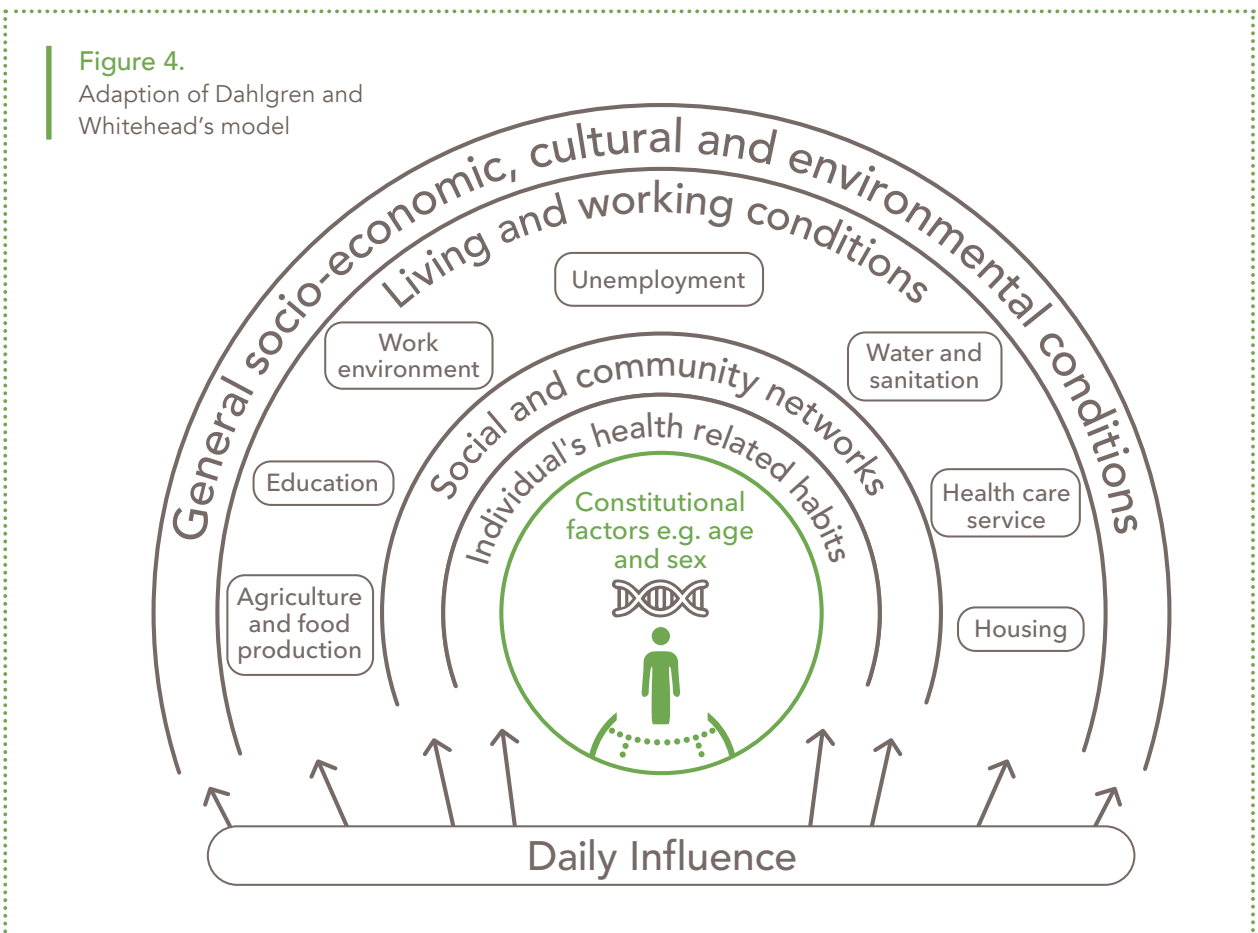 Figure 4.
Adaption of Dahlgren and
Whitehead's model
General socio-economic, cultural and environmental conditions
Living and working conditions
Unemployment
Work
environment
Water and
sanitation
Education
Health care
service
Agriculture
and food
production
Housing
Social and community networks
Individual's health related habits
Constitutional
factors e.g. age
and sex
Daily Influence